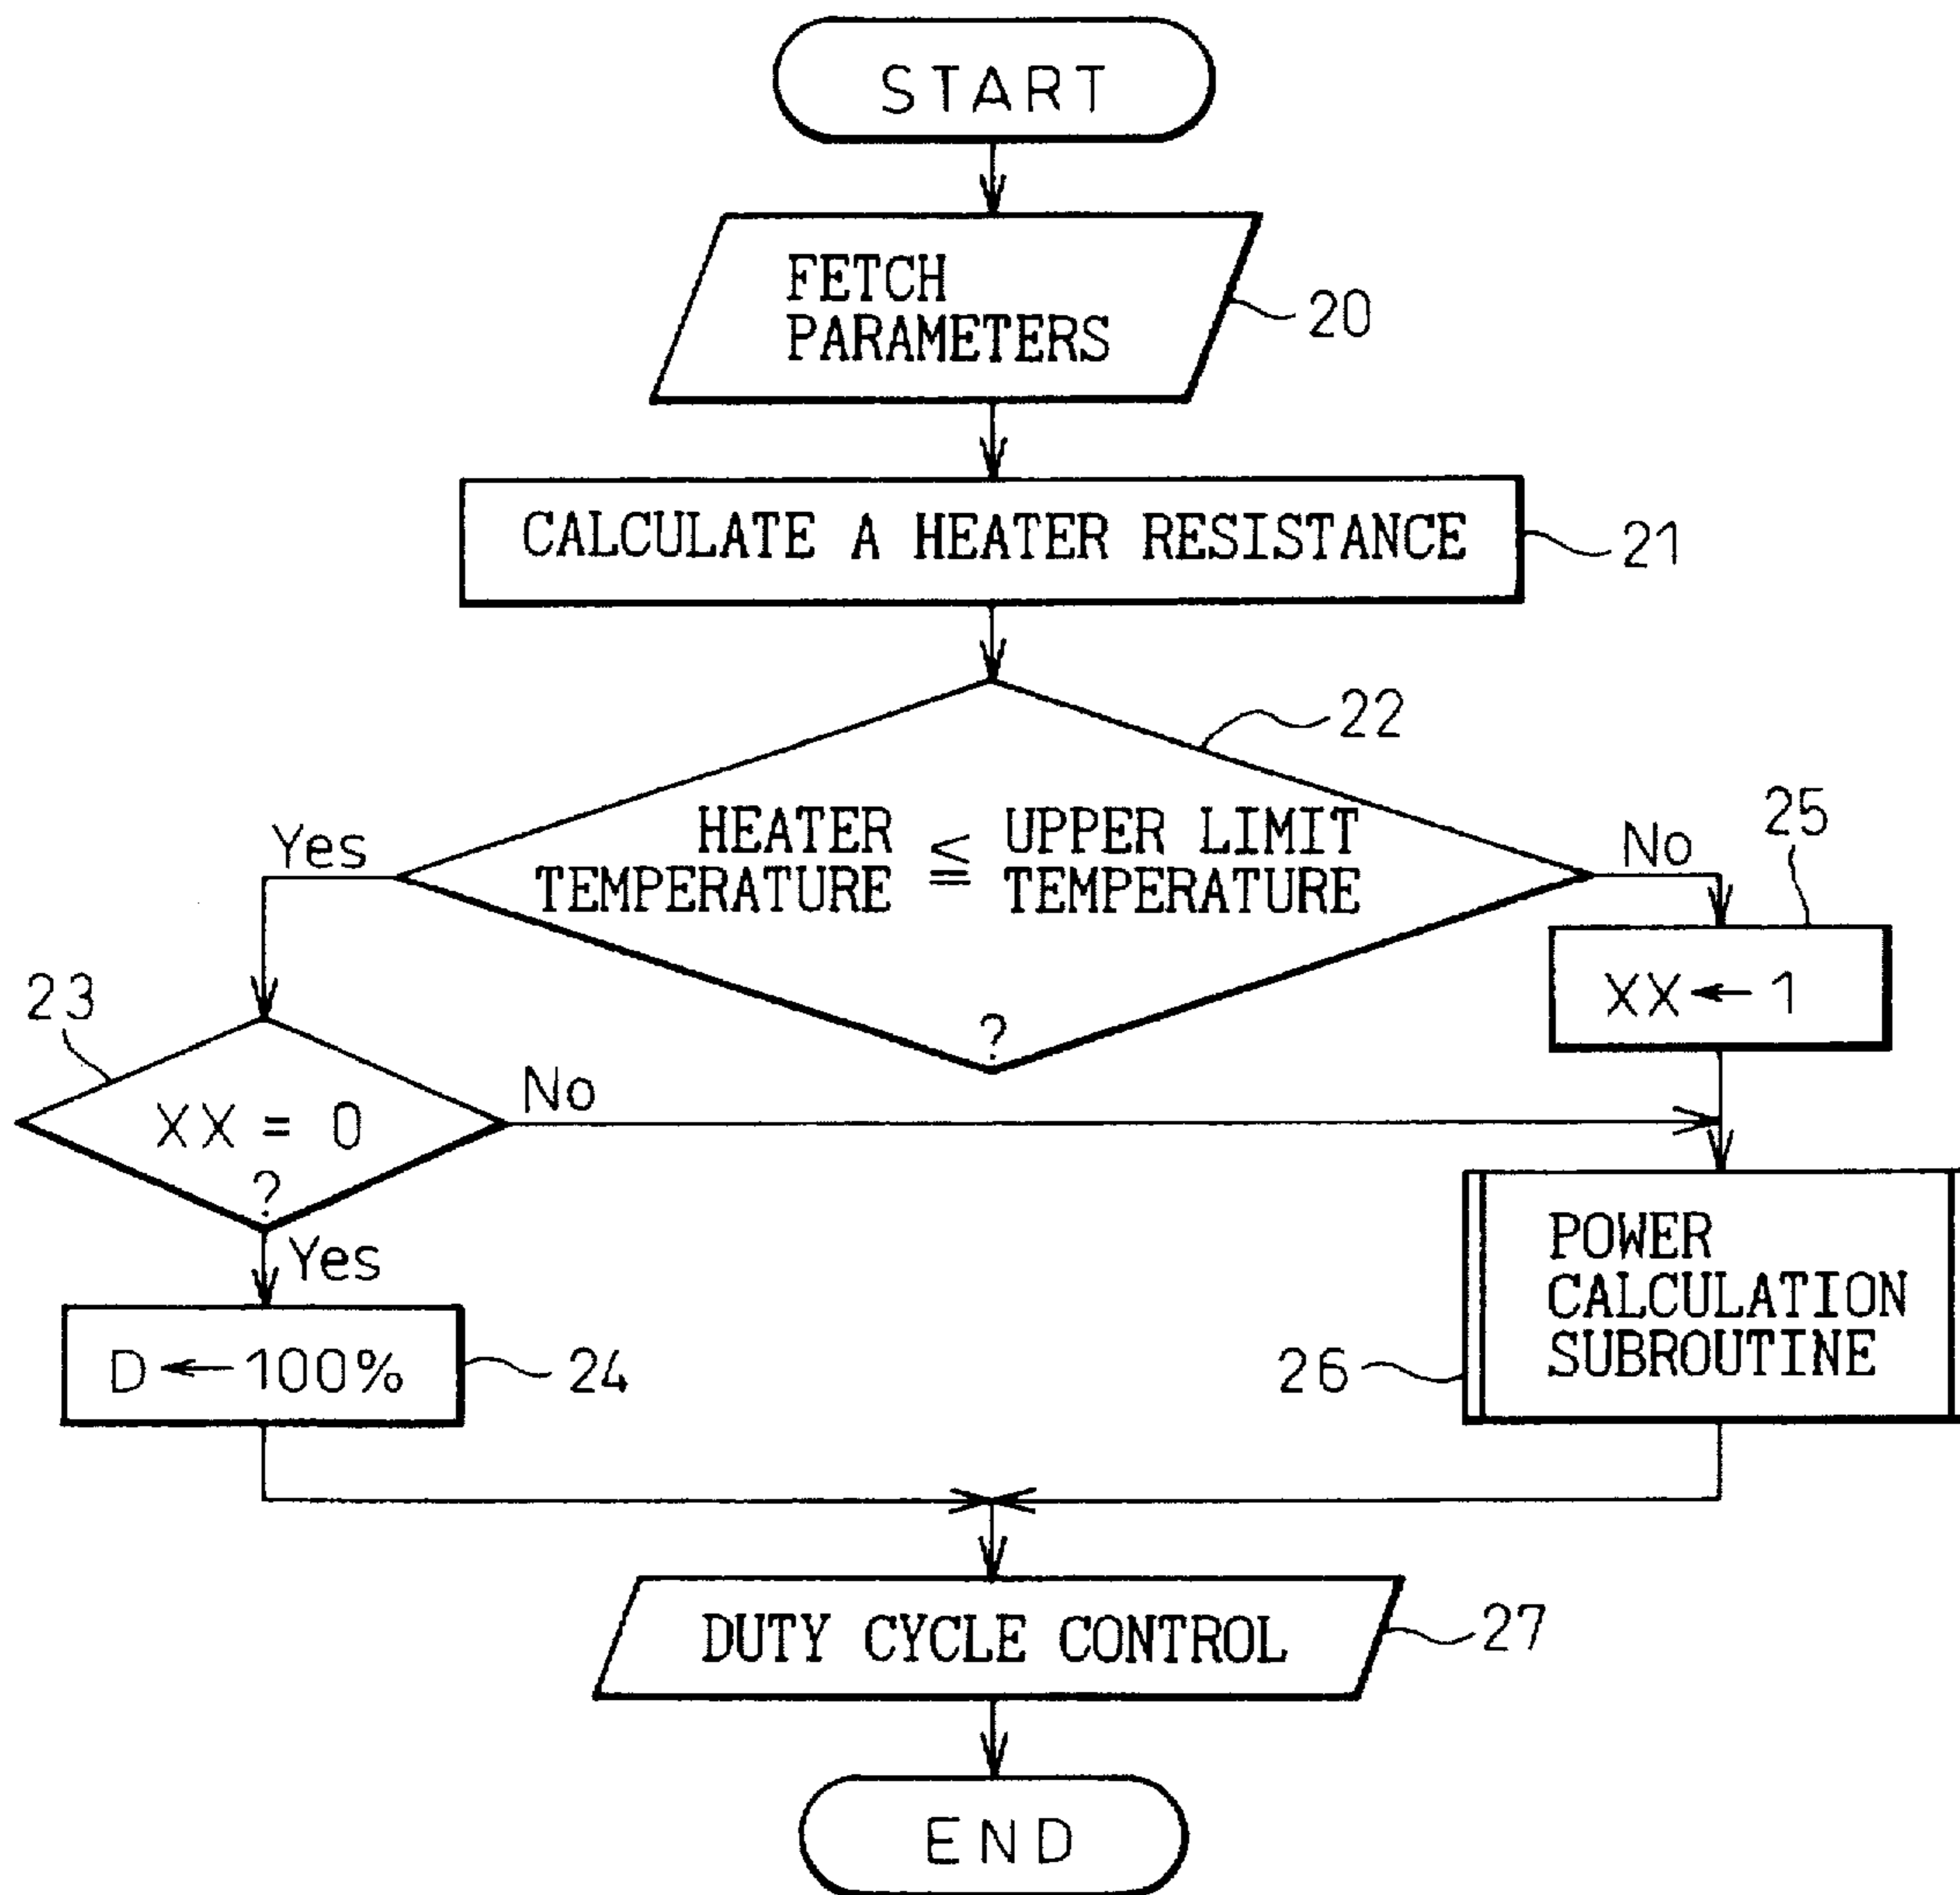 START
FETCH
PARAMETERS
20
CALCULATE A HEATER RESISTANCE
21
22
HEATER ≦ UPPER LIMIT
TEMPERATURE TEMPERATURE
?
Yes
No
25
XX ← 1
23
XX = 0
?
No
Yes
D ← 100%
24
POWER
CALCULATION
SUBROUTINE
26
DUTY CYCLE CONTROL
27
END